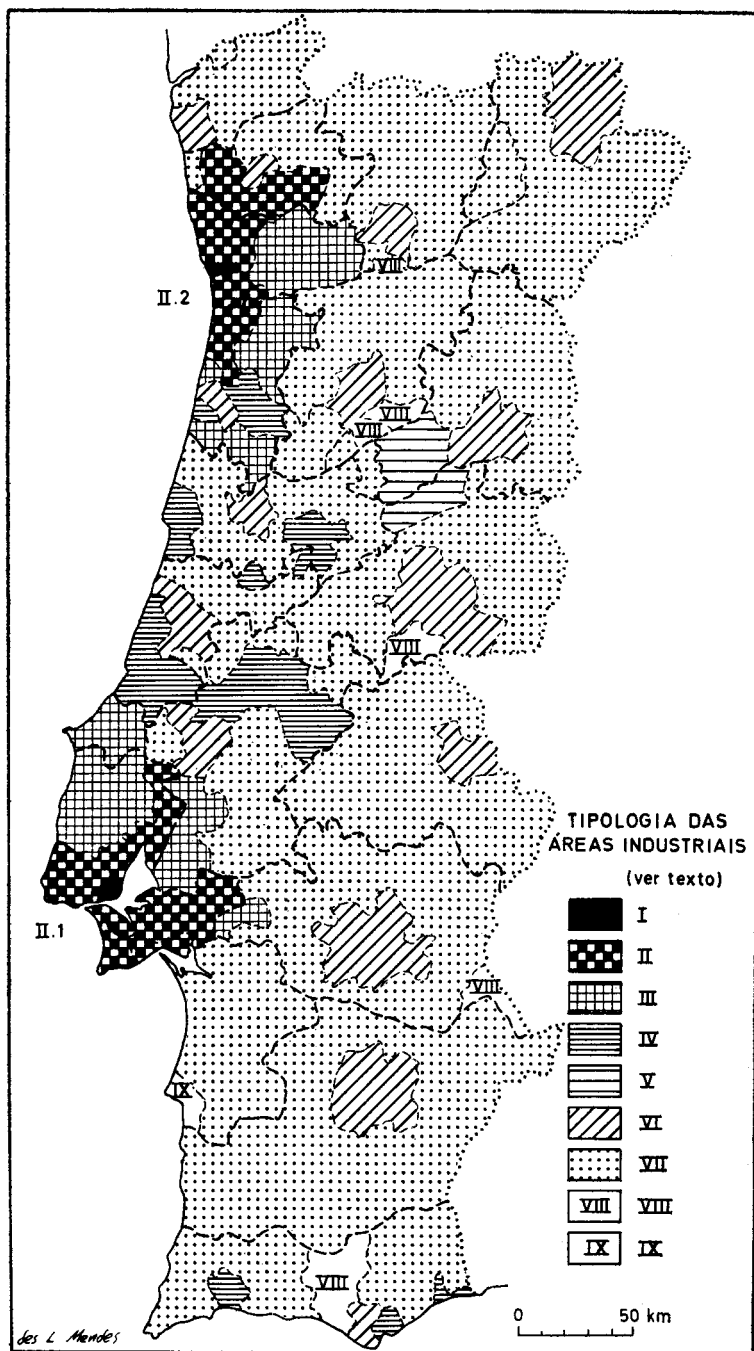 II.2
VIII
VIII
VIII
VIII
II.1
VIII
IX
VIII
TIPOLOGIA DAS
ÁREAS INDUSTRIAIS
(ver texto)
I
II
III
IV
V
VI
VII
VIII VIII
IX IX
0 50 km
des L Mendes